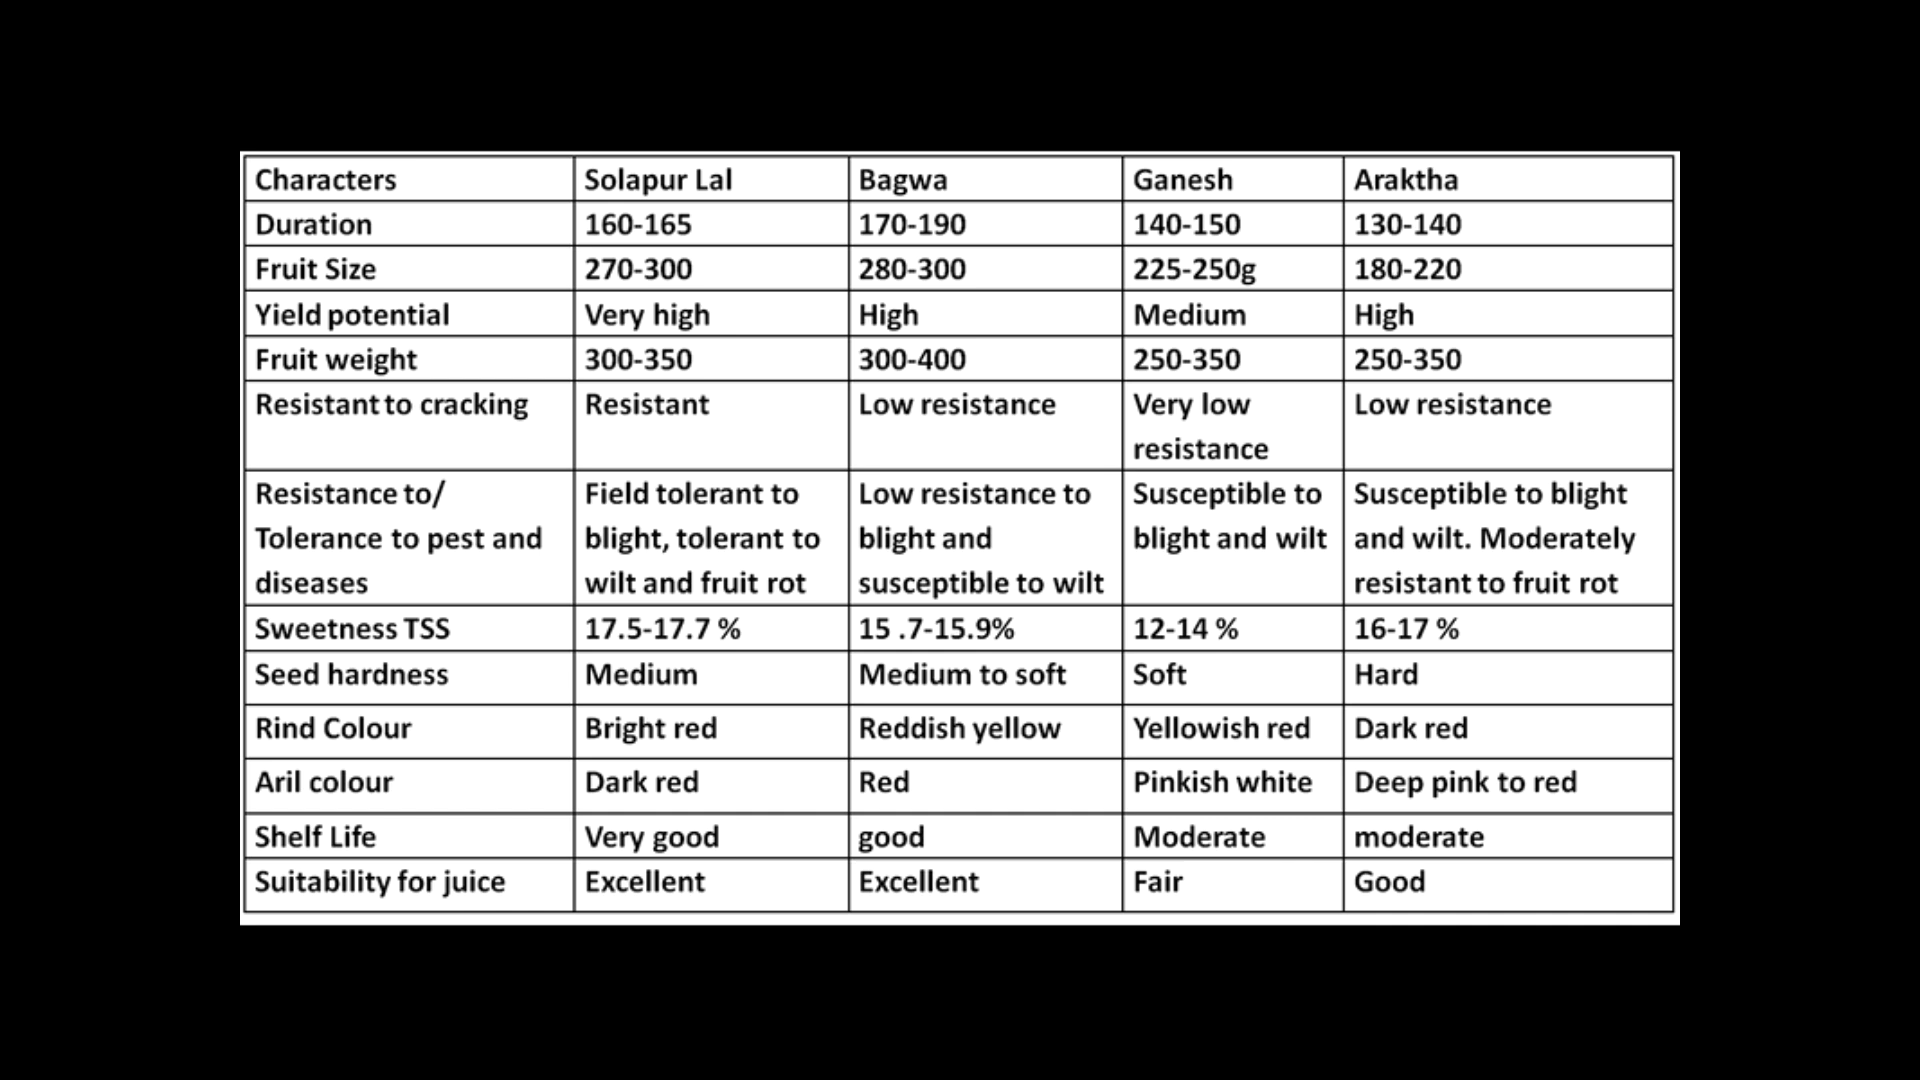 Characters Solapur Lal Bagwa Ganesh Araktha
Duration 160-165 170-190 140-150 130-140
Fruit Size 270-300 280-300 225-250g 180-220
Yield potential Very high High Medium High
Fruit weight 300-350 300-400 250-350 250-350
Resistant to cracking Resistant Low resistance Very low Low resistance
resistance
Resistance to/ Field tolerant to Low resistance to Susceptible to Susceptible to blight
Tolerance to pest and blight, tolerant to blight and blight and wilt and wilt. Moderately
diseases wilt and fruit rot susceptible to wilt resistant to fruit rot
Sweetness TSS 17.5-17.7 % 15 .7-15.9% 12-14 % 16-17 %
Seed hardness Medium Medium to soft Soft Hard
Rind Colour Bright red Reddish yellow Yellowish red Dark red
Aril colour Dark red Red Pinkish white Deep pink to red
Shelf Life Very good good Moderate moderate
Suitability for juice Excellent Excellent Fair Good